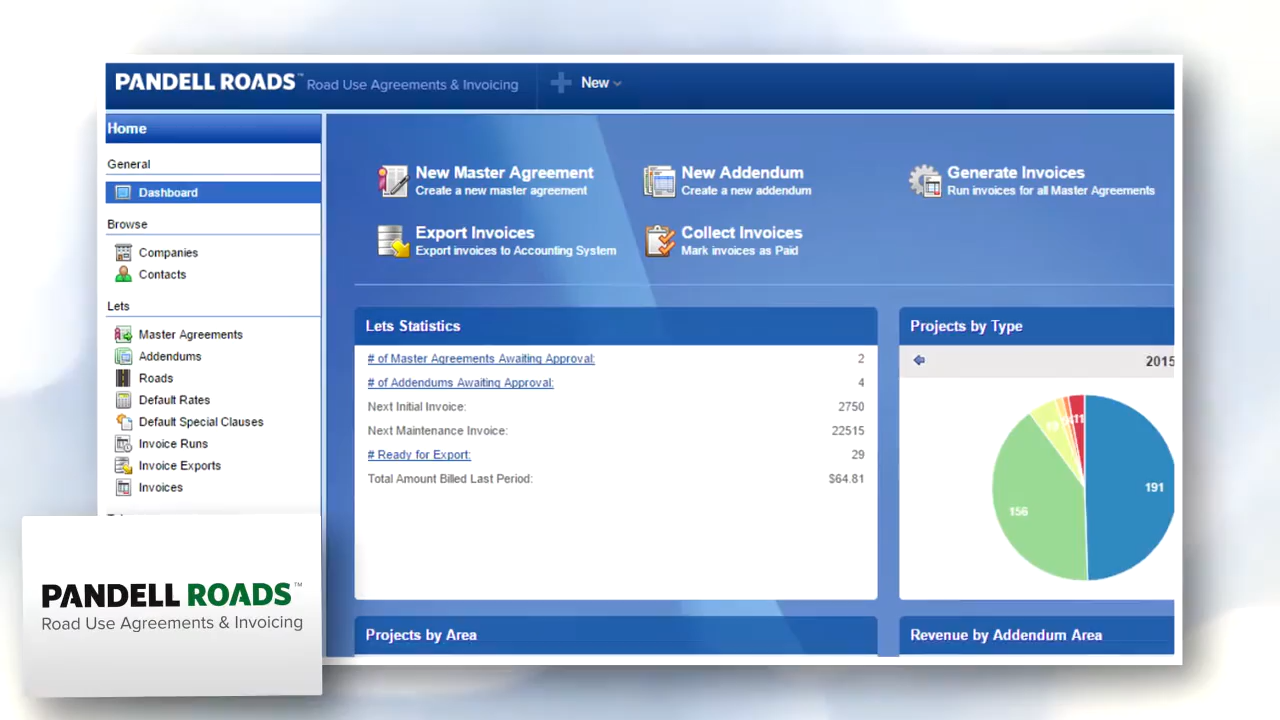 PANDELL ROADS™ Road Use Agreements & Invoicing
New
Home
General
Dashboard
Browse
Companies
Contacts
Lets
Master Agreements
Addendums
Roads
Default Rates
Default Special Clauses
Invoice Runs
Invoice Exports
Invoices
New Master Agreement
Create a new master agreement
New Addendum
Create a new addendum
Generate Invoices
Run invoices for all Master Agreements
Export Invoices
Export invoices to Accounting System
Collect Invoices
Mark invoices as Paid
Lets Statistics
# of Master Agreements Awaiting Approval: 2
# of Addendums Awaiting Approval: 4
Next Initial Invoice: 2750
Next Maintenance Invoice: 22515
# Ready for Export: 29
Total Amount Billed Last Period: $64.81
Projects by Type
2015
191
156
11
Projects by Area
Revenue by Addendum Area
PANDELL ROADS™
Road Use Agreements & Invoicing